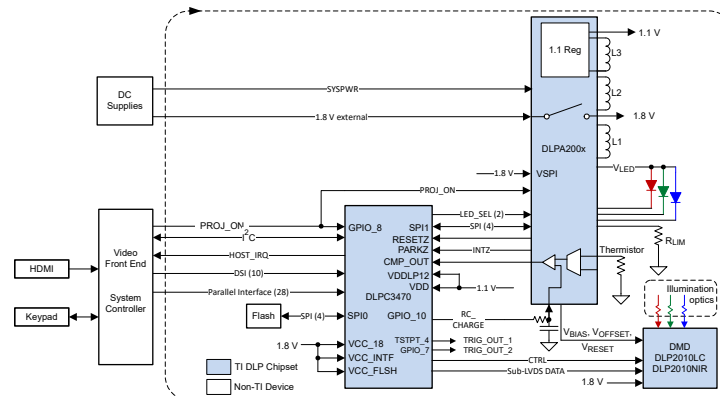 1.1 V
1.1 Reg
L3
DC
Supplies
SYSPWR
L2
1.8 V external
1.8 V
DLPA200x
L1
1.8 V
VSPI
VLED
PROJ_ON
PROJ_ON
GPIO_8
LED_SEL (2)
I2C
SPI1
SPI (4)
RESETZ
HOST_IRQ
PARKZ
INTZ
RLIM
Video
Front End
System
Controller
HDMI
CMP_OUT
Thermistor
DSI (10)
VDDLP12
DLPC3470
VDD
1.1 V
Parallel Interface (28)
Illumination
optics
Keypad
Flash
SPI (4)
SPI0
GPIO_10
RC_
CHARGE
VBIAS, VOFFSET,
VRESET
1.8 V
VCC_18
TSTPT_4
TRIG_OUT_1
VCC_INTF
GPIO_7
TRIG_OUT_2
VCC_FLSH
CTRL
Sub-LVDS DATA
1.8 V
DMD
DLP2010LC
DLP2010NIR
TI DLP Chipset
Non-TI Device